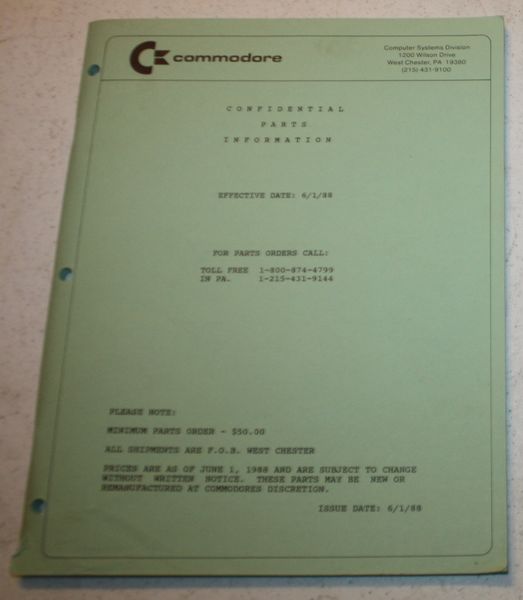 commodore
Computer Systems Division
1200 Wilson Drive
West Chester, PA 19380
(215) 431-9100
CONFIDENTIAL
PARTS
INFORMATION
EFFECTIVE DATE: 6/1/88
FOR PARTS ORDERS CALL:
TOLL FREE 1-800-874-4799
IN PA. 1-215-431-9144
PLEASE NOTE:
MINIMUM PARTS ORDER - $50.00
ALL SHIPMENTS ARE F.O.B. WEST CHESTER
PRICES ARE AS OF JUNE 1, 1988 AND ARE SUBJECT TO CHANGE
WITHOUT WRITTEN NOTICE. THESE PARTS MAY BE NEW OR
REMANUFACTURED AT COMMODORES DISCRETION.
ISSUE DATE: 6/1/88